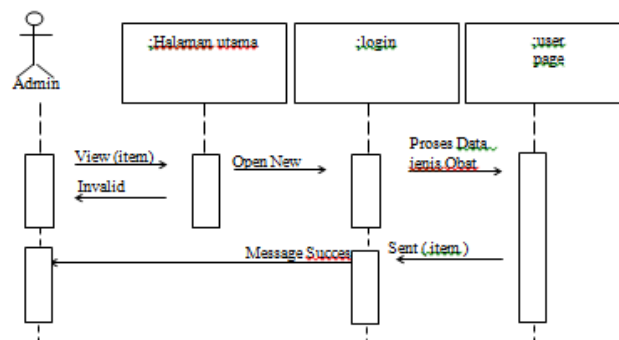 Admin
;Halaman utama
;login
;user
page
View (item)
Invalid
Open New
Proses Data
jenis Obat
Message Succes
Sent (.item.)